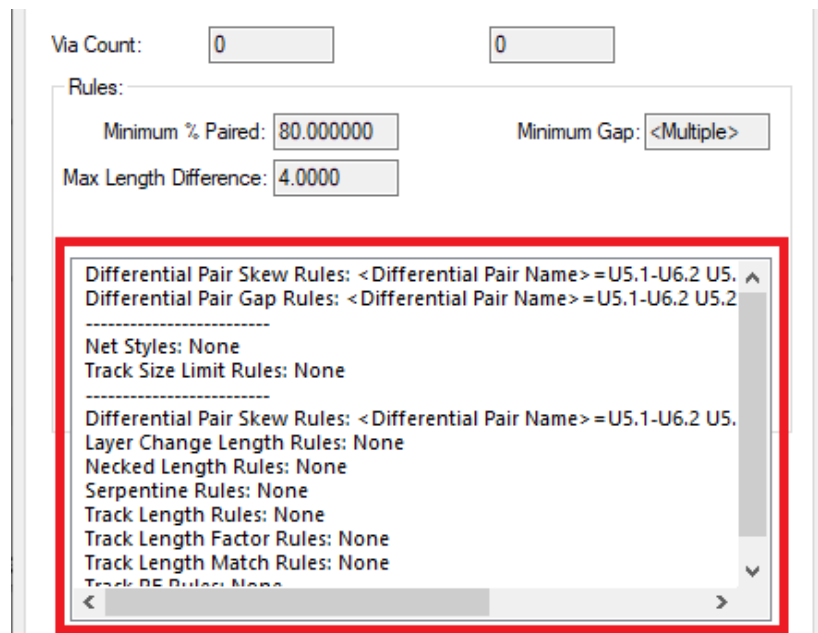 Via Count: 0 0
Rules:
Minimum % Paired: 80.000000 Minimum Gap: <Multiple>
Max Length Difference: 4.0000
Differential Pair Skew Rules: <Differential Pair Name>=U5.1-U6.2 U5.
Differential Pair Gap Rules: <Differential Pair Name>=U5.1-U6.2 U5.2
-------------------------
Net Styles: None
Track Size Limit Rules: None
-------------------------
Differential Pair Skew Rules: <Differential Pair Name>=U5.1-U6.2 U5.
Layer Change Length Rules: None
Necked Length Rules: None
Serpentine Rules: None
Track Length Rules: None
Track Length Factor Rules: None
Track Length Match Rules: None
Track RF Rules: None